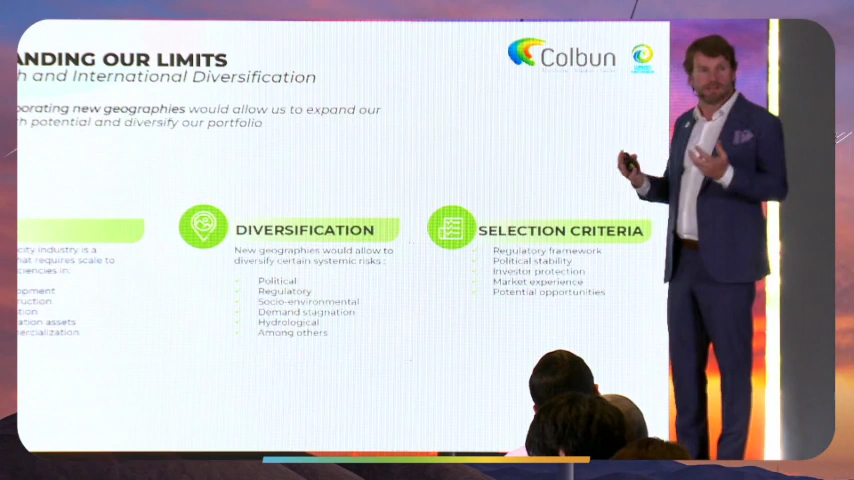 ANDING OUR LIMITS
h and International Diversification
porating new geographies would allow us to expand our
h potential and diversify our portfolio
Colbun
city industry is a
hat requires scale to
ciencies in:
opment
ruction
tion
ation assets
ercialization
DIVERSIFICATION
New geographies would allow to
diversify certain systemic risks :
Political
Regulatory
Socio-environmental
Demand stagnation
Hydrological
Among others
SELECTION CRITERIA
Regulatory framework
Political stability
Investor protection
Market experience
Potential opportunities